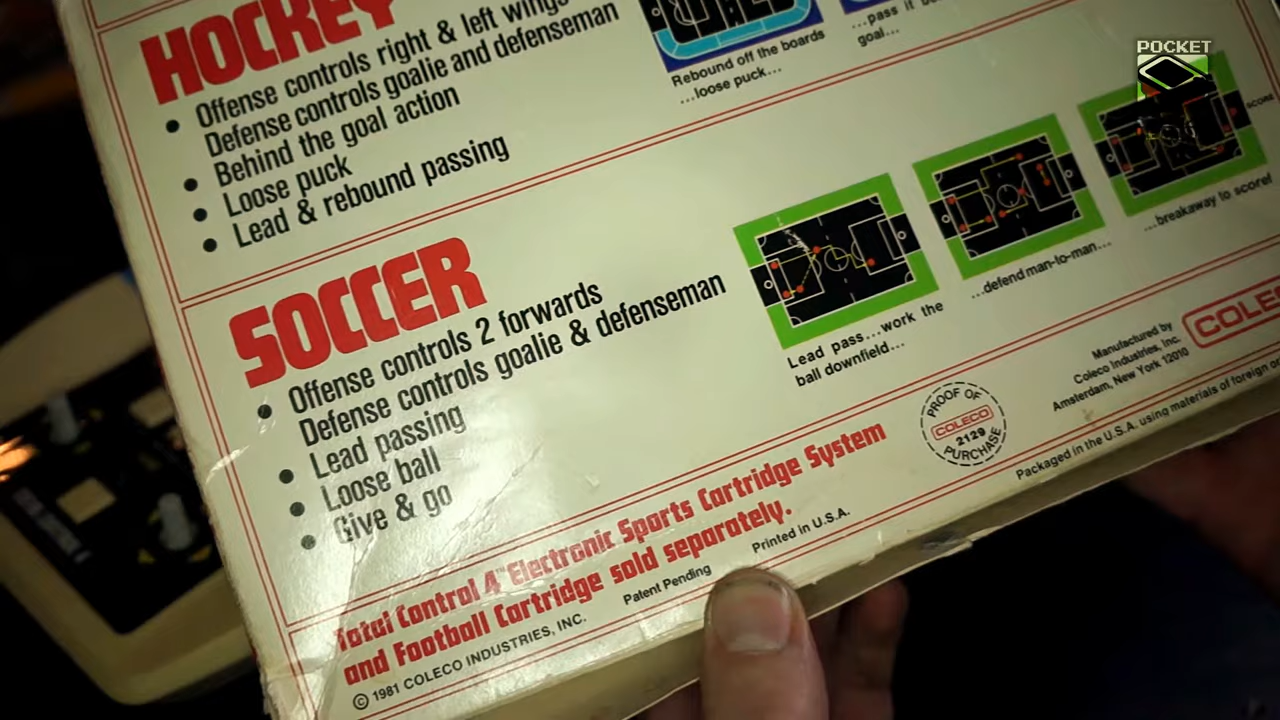 HOCKEY
• Offense controls right & left wings
Defense controls goalie and defenseman
• Behind the goal action
• Loose puck
• Lead & rebound passing
Rebound off the boards
...loose puck...
...pass it
goal...
POCKET
SCORE
SOCCER
• Offense controls 2 forwards
Defense controls goalie & defenseman
• Lead passing
• Loose ball
• Give & go
Lead pass...work the
ball downfield...
...defend man-to-man...
...breakaway to score!
Total Control 4™ Electronic Sports Cartridge System
and Football Cartridge sold separately.
© 1981 COLECO INDUSTRIES, INC.
Patent Pending
Printed in U.S.A.
PROOF OF
COLECO
2129
PURCHASE
Manufactured by
Coleco Industries, Inc.
Amsterdam, New York 12010
COLE
Packaged in the U.S.A. using materials of foreign